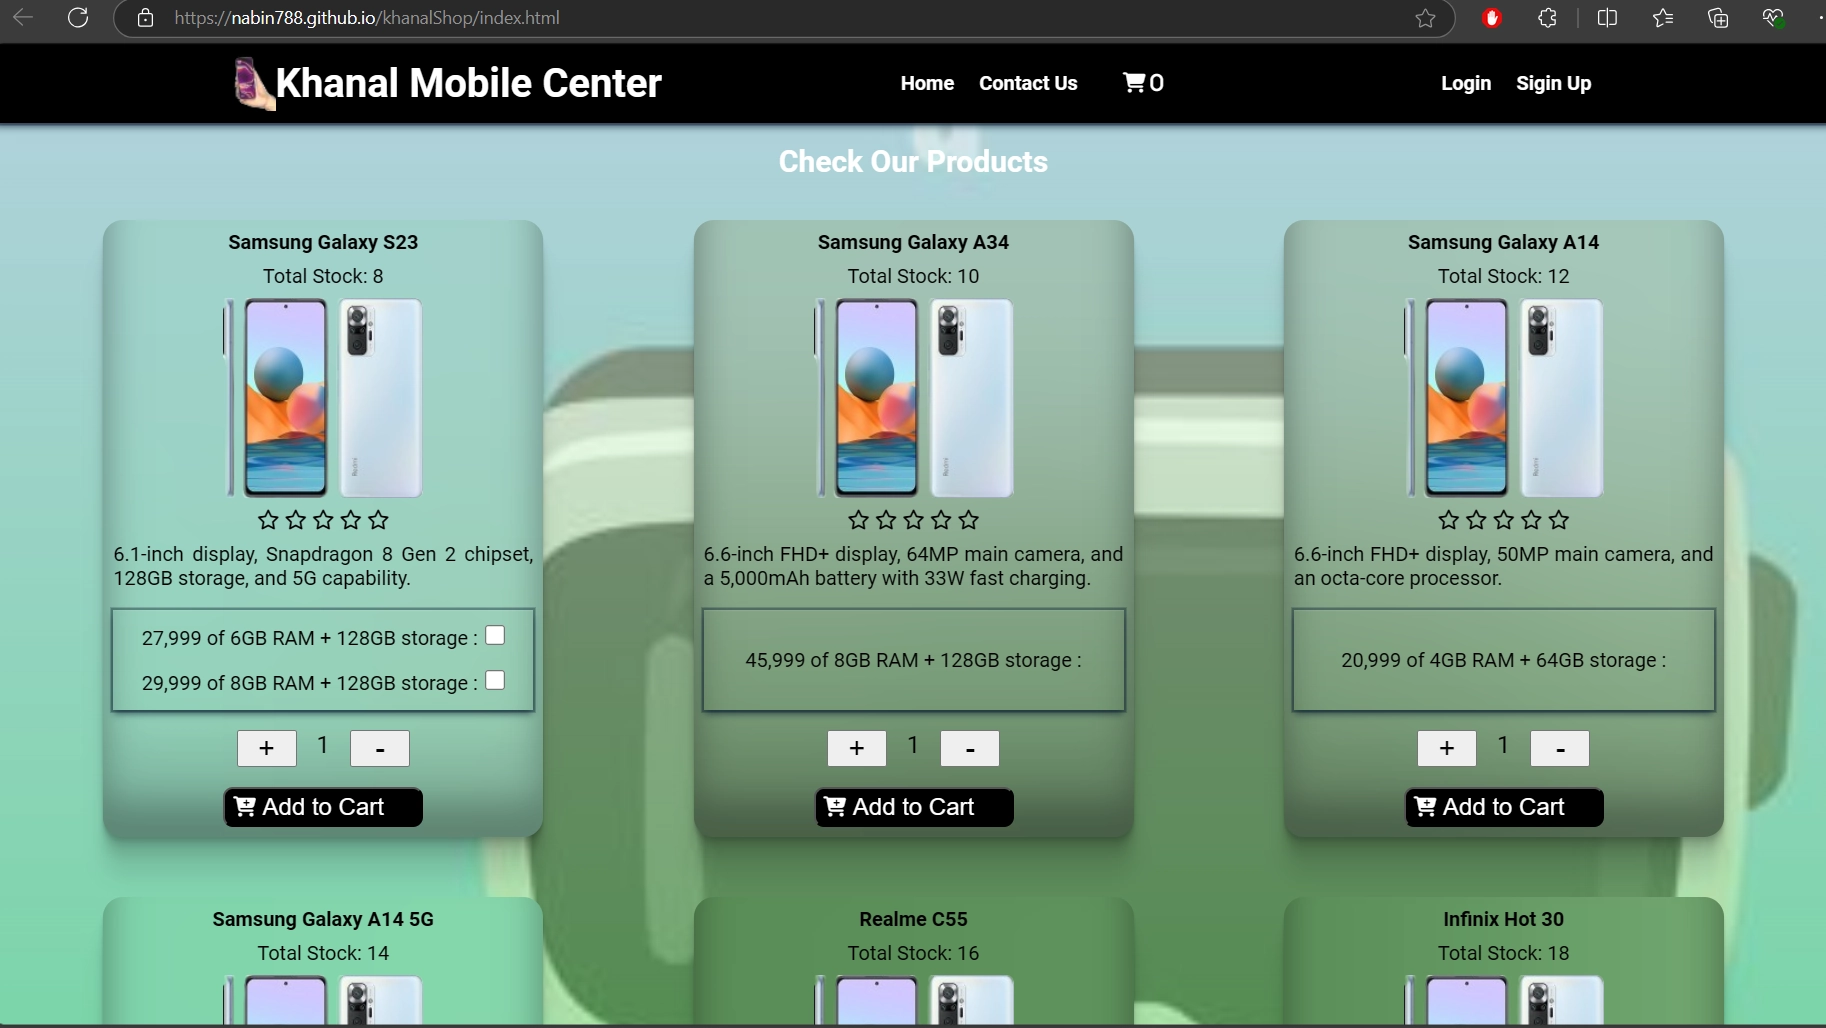 https://nabin788.github.io/khanalShop/index.html
Khanal Mobile Center
Home Contact Us 0
Login Sigin Up
Check Our Products
Samsung Galaxy S23
Total Stock: 8
Redmi
6.1-inch display, Snapdragon 8 Gen 2 chipset,
128GB storage, and 5G capability.
27,999 of 6GB RAM + 128GB storage :
29,999 of 8GB RAM + 128GB storage :
+ 1 -
Add to Cart
Samsung Galaxy A34
Total Stock: 10
Redmi
6.6-inch FHD+ display, 64MP main camera, and
a 5,000mAh battery with 33W fast charging.
45,999 of 8GB RAM + 128GB storage :
+ 1 -
Add to Cart
Samsung Galaxy A14
Total Stock: 12
Redmi
6.6-inch FHD+ display, 50MP main camera, and
an octa-core processor.
20,999 of 4GB RAM + 64GB storage :
+ 1 -
Add to Cart
Samsung Galaxy A14 5G
Total Stock: 14
Realme C55
Total Stock: 16
Infinix Hot 30
Total Stock: 18